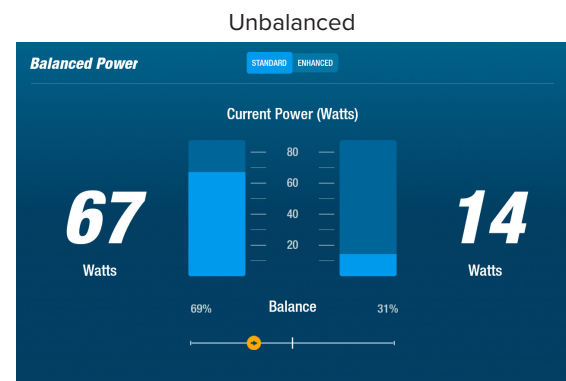 Unbalanced
Balanced Power
STANDARD ENHANCED
Current Power (Watts)
80
60
40
20
67
Watts
14
Watts
69% Balance 31%